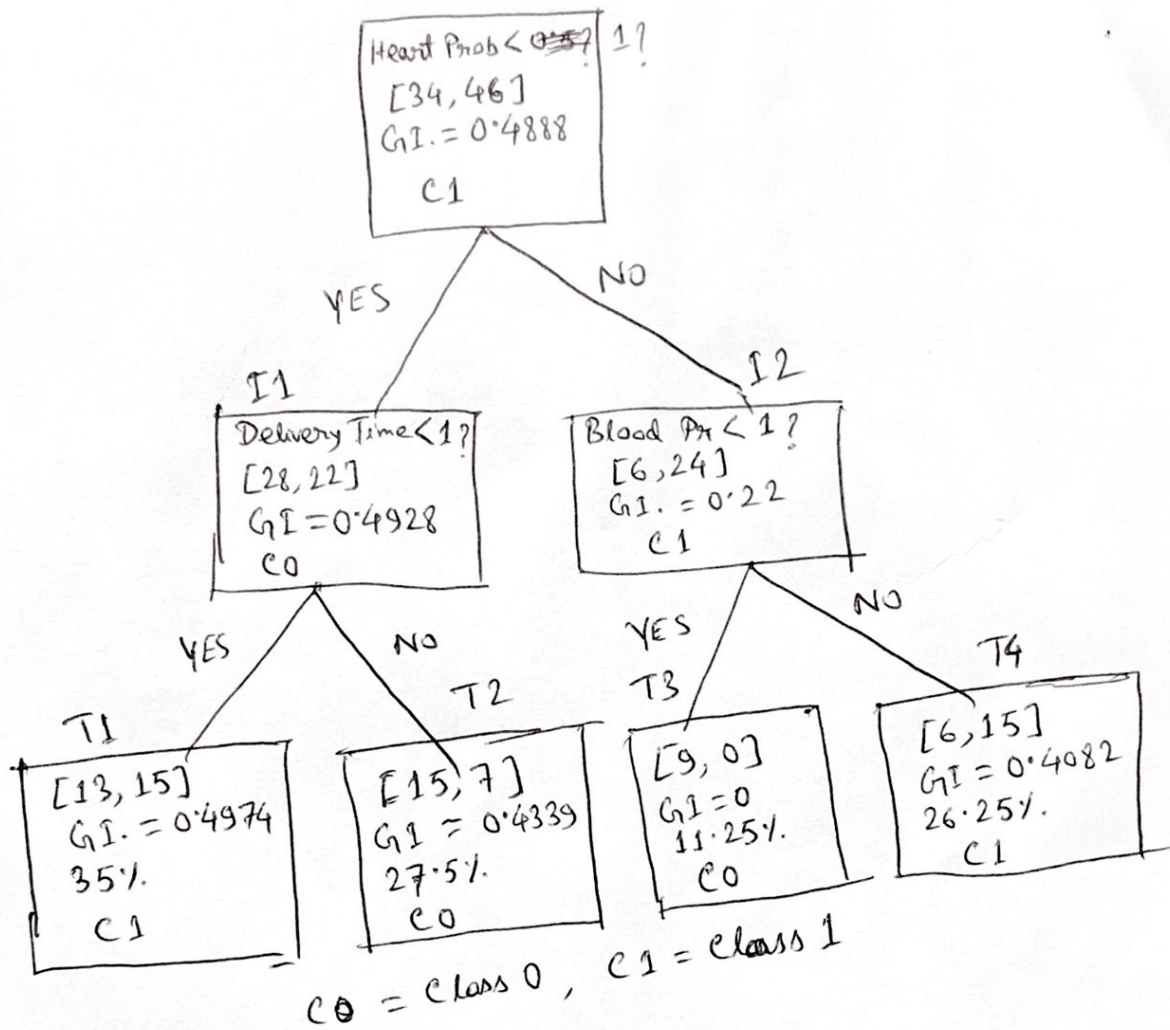 Heart Prob < 1?
[34, 46]
GI. = 0.4888
C1
YES
NO
I1
I2
Delivery Time < 1?
[28, 22]
GI = 0.4928
C0
Blood Pr < 1?
[6, 24]
GI. = 0.22
C1
YES
NO
YES
NO
T1
T2
T3
T4
[13, 15]
GI. = 0.4974
35%.
C1
[15, 7]
GI = 0.4339
27.5%.
C0
[9, 0]
GI = 0
11.25%.
C0
[6, 15]
GI = 0.4082
26.25%.
C1
C0 = Class 0, C1 = Class 1